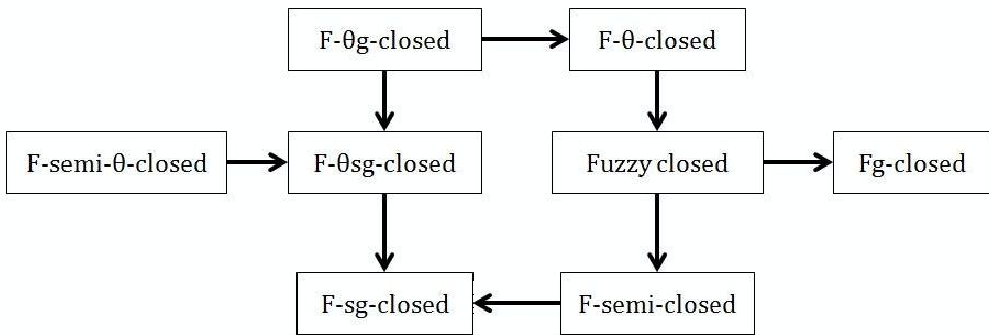 F-θg-closed
F-θ-closed
F-semi-θ-closed
F-θsg-closed
Fuzzy closed
Fg-closed
F-sg-closed
F-semi-closed